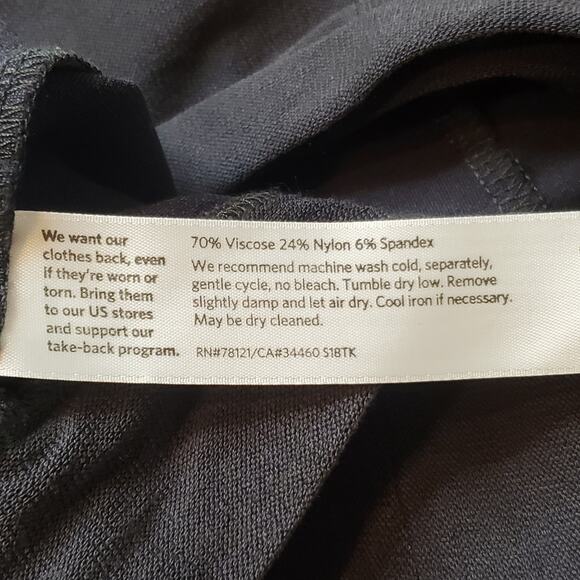 We want our
clothes back, even
if they're worn or
torn. Bring them
to our US stores
and support our
take-back program.
70% Viscose 24% Nylon 6% Spandex
We recommend machine wash cold, separately,
gentle cycle, no bleach. Tumble dry low. Remove
slightly damp and let air dry. Cool iron if necessary.
May be dry cleaned.
RN#78121/CA#34460 S1BTK